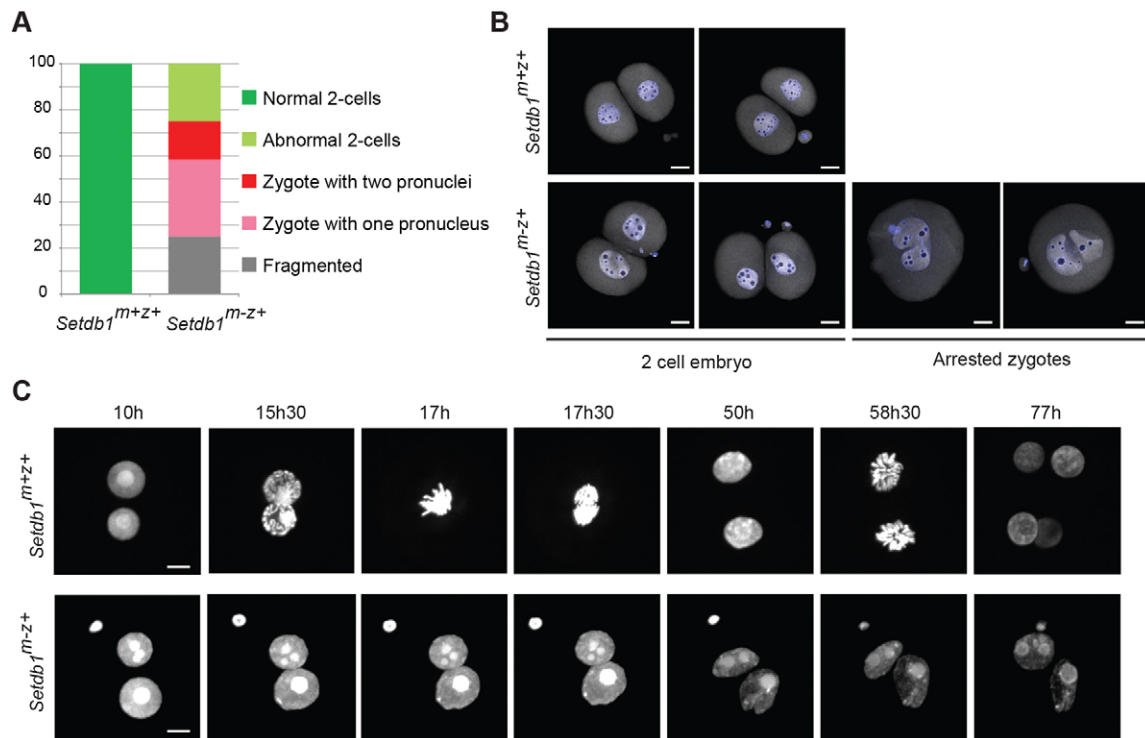 A
100
80
60
40
20
0
Setdb1m+z+ Setdb1m-z+
Normal 2-cells
Abnormal 2-cells
Zygote with two pronuclei
Zygote with one pronucleus
Fragmented
B
Setdb1m+z+
Setdb1m-z+
2 cell embryo Arrested zygotes
C
10h 15h30 17h 17h30 50h 58h30 77h
Setdb1m+z+
Setdb1m-z+